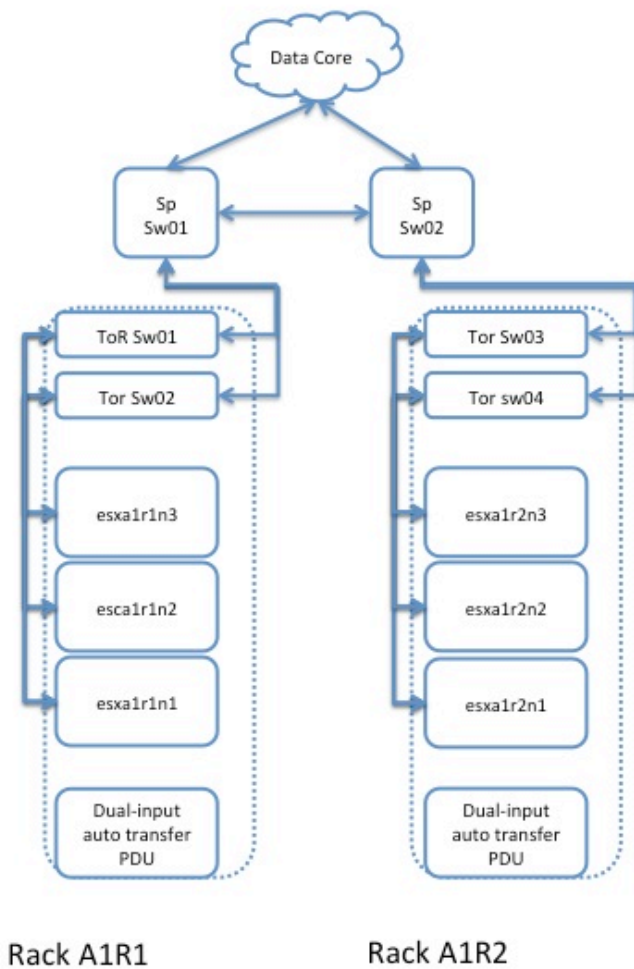 Data Core
Sp
Sw01
Sp
Sw02
ToR Sw01
Tor Sw02
esxa1r1n3
esca1r1n2
esxa1r1n1
Dual-input
auto transfer
PDU
Tor Sw03
Tor sw04
esxa1r2n3
esxa1r2n2
esxa1r2n1
Dual-input
auto transfer
PDU
Rack A1R1
Rack A1R2